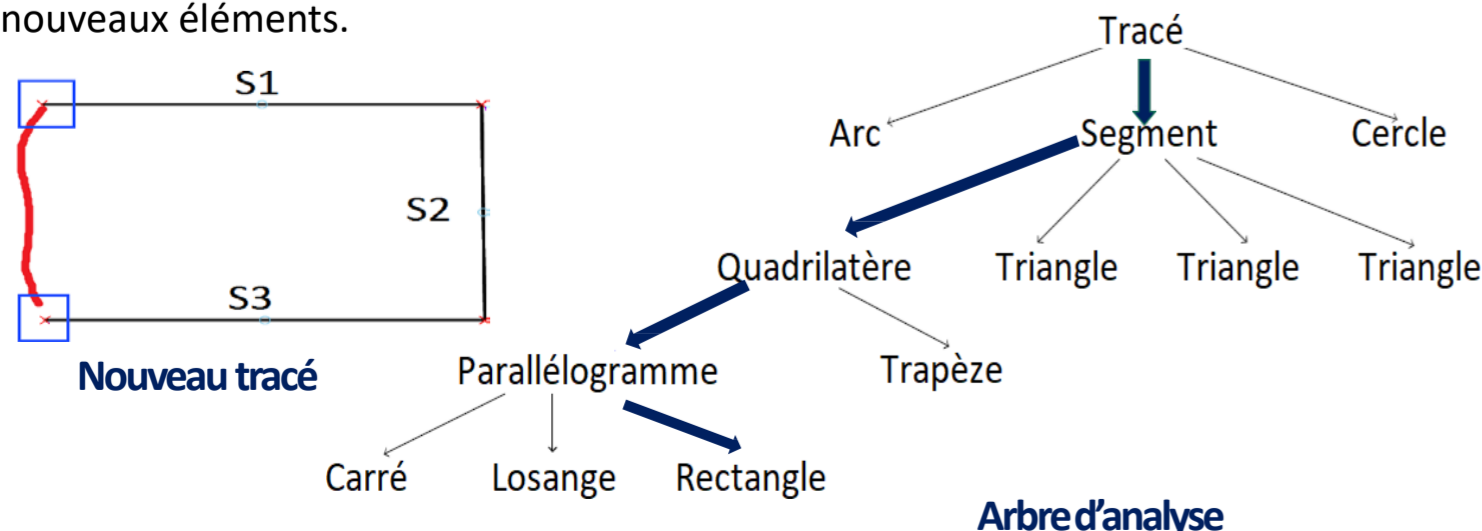 nouveaux éléments.
S1
S2
S3
Nouveau tracé
Tracé
Arc Segment Cercle
Quadrilatère Triangle Triangle Triangle
Parallélogramme Trapèze
Carré Losange Rectangle
Arbre d'analyse